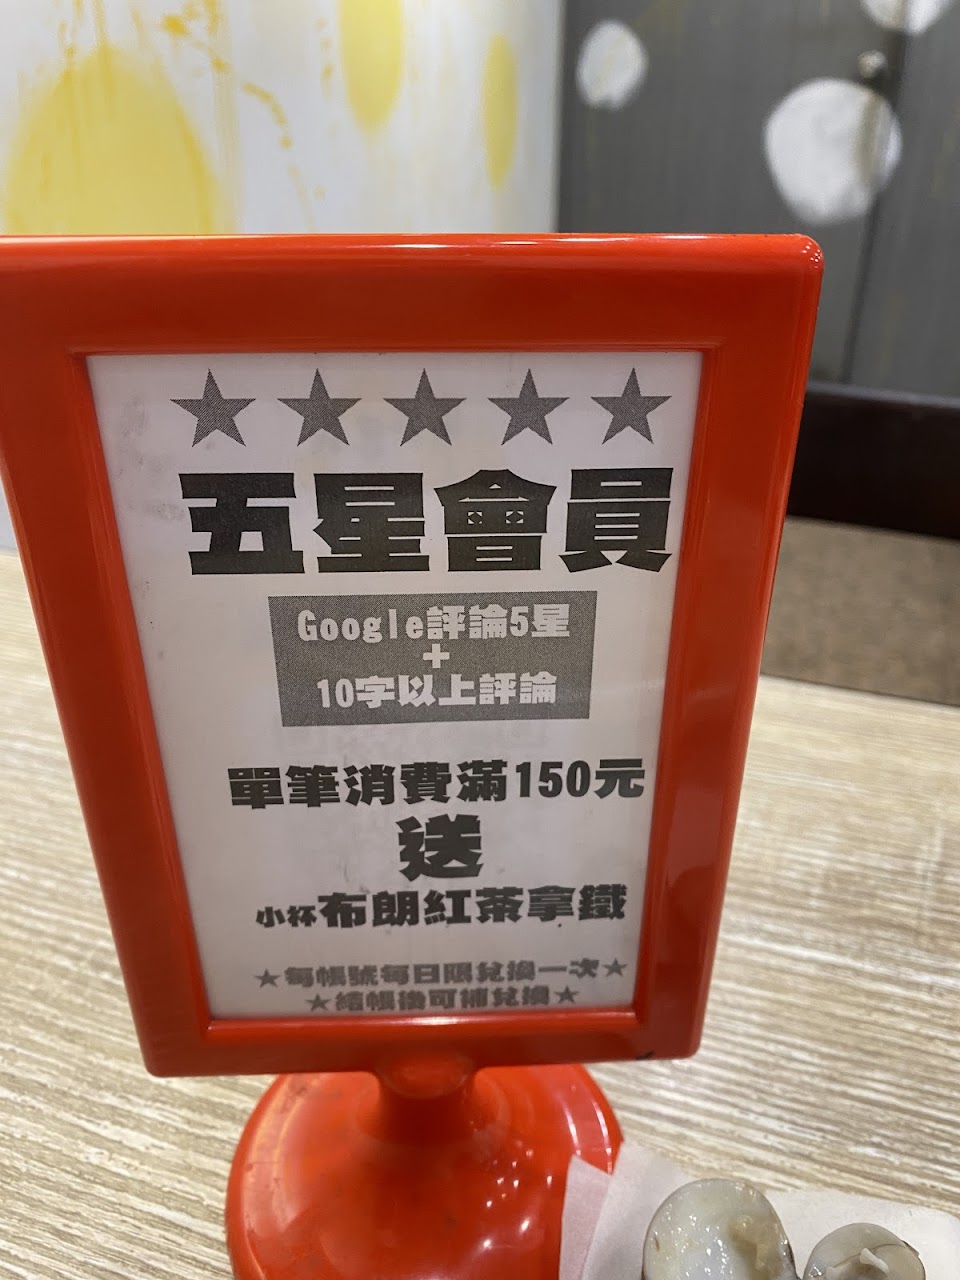 ★★★★★
五星會員
Google評論5星
+
10字以上評論
單筆消費滿150元
送
小杯布朗紅茶拿鐵
★每帳號每日限兌換一次★
★結帳後可補兌換★